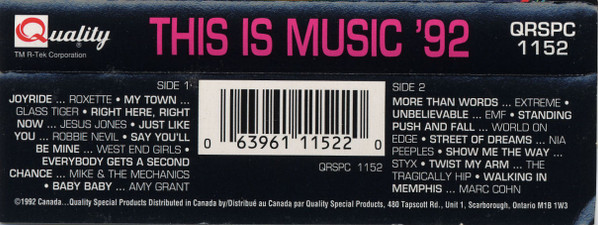 Quality
®
TM R-Tek Corporation
THIS IS MUSIC '92
QRSPC
1152
SIDE 1
JOYRIDE ... ROXETTE • MY TOWN ...
GLASS TIGER • RIGHT HERE, RIGHT
NOW ... JESUS JONES • JUST LIKE
YOU ... ROBBIE NEVIL • SAY YOU'LL
BE MINE ... WEST END GIRLS •
EVERYBODY GETS A SECOND
CHANCE ... MIKE & THE MECHANICS
• BABY BABY ... AMY GRANT
0 63961 11522 0
QRSPC 1152
SIDE 2
MORE THAN WORDS ... EXTREME •
UNBELIEVABLE ... EMF • STANDING
PUSH AND FALL ... WORLD ON
EDGE • STREET OF DREAMS ... NIA
PEEPLES • SHOW ME THE WAY ...
STYX • TWIST MY ARM ... THE
TRAGICALLY HIP • WALKING IN
MEMPHIS ... MARC COHN
©1992 Canada...Quality Special Products Distributed in Canada by/Distribué au Canada par Quality Special Products, 480 Tapscott Rd., Unit 1, Scarborough, Ontario M1B 1W3